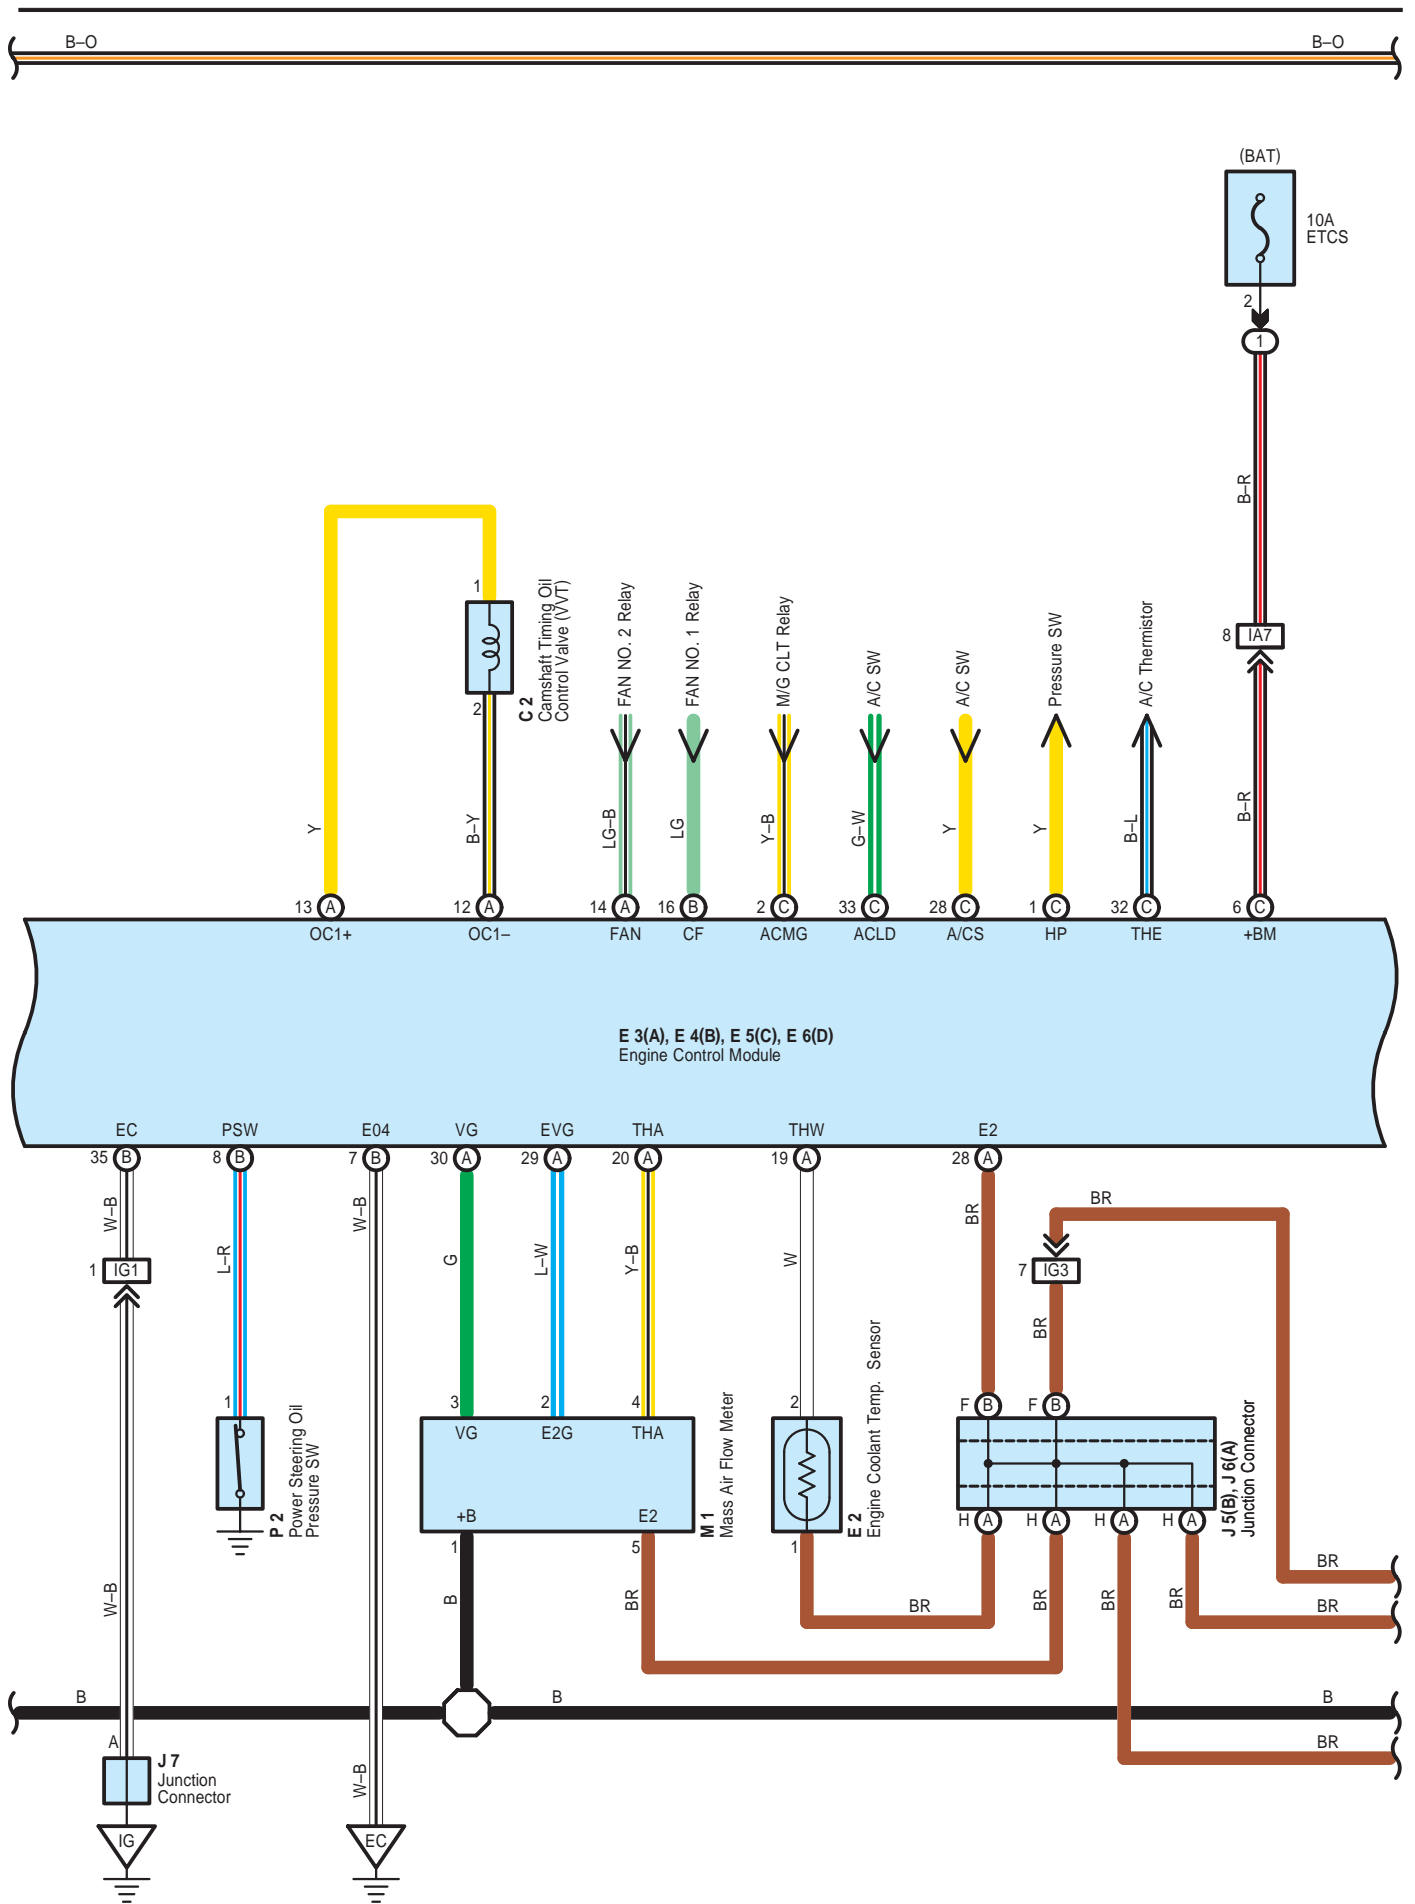 B–O
B–O
(BAT)
10A
ETCS
2
1
B–R
8
IA7
B–R
1
2
C 2
Camshaft Timing Oil
Control Valve (VVT)
FAN NO. 2 Relay
FAN NO. 1 Relay
M/G CLT Relay
A/C SW
A/C SW
Pressure SW
A/C Thermistor
Y
B–Y
LG–B
LG
Y–B
G–W
Y
Y
B–L
13 A
12 A
14 A
16 B
2 C
33 C
28 C
1 C
32 C
6 C
OC1+
OC1–
FAN
CF
ACMG
ACLD
A/CS
HP
THE
+BM
E 3(A), E 4(B), E 5(C), E 6(D)
Engine Control Module
EC
PSW
E04
VG
EVG
THA
THW
E2
35 B
8 B
7 B
30 A
29 A
20 A
19 A
28 A
W–B
L–R
W–B
G
L–W
Y–B
W
BR
BR
1
IG1
7
IG3
BR
1
3
2
4
2
F B
F B
VG
E2G
THA
+B
E2
P 2
Power Steering Oil
Pressure SW
M 1
Mass Air Flow Meter
E 2
Engine Coolant Temp. Sensor
J 5(B), J 6(A)
Junction Connector
H A
H A
H A
H A
1
5
1
W–B
B
BR
BR
BR
BR
BR
BR
BR
B
B
B
BR
A
J 7
Junction
Connector
W–B
IG
EC